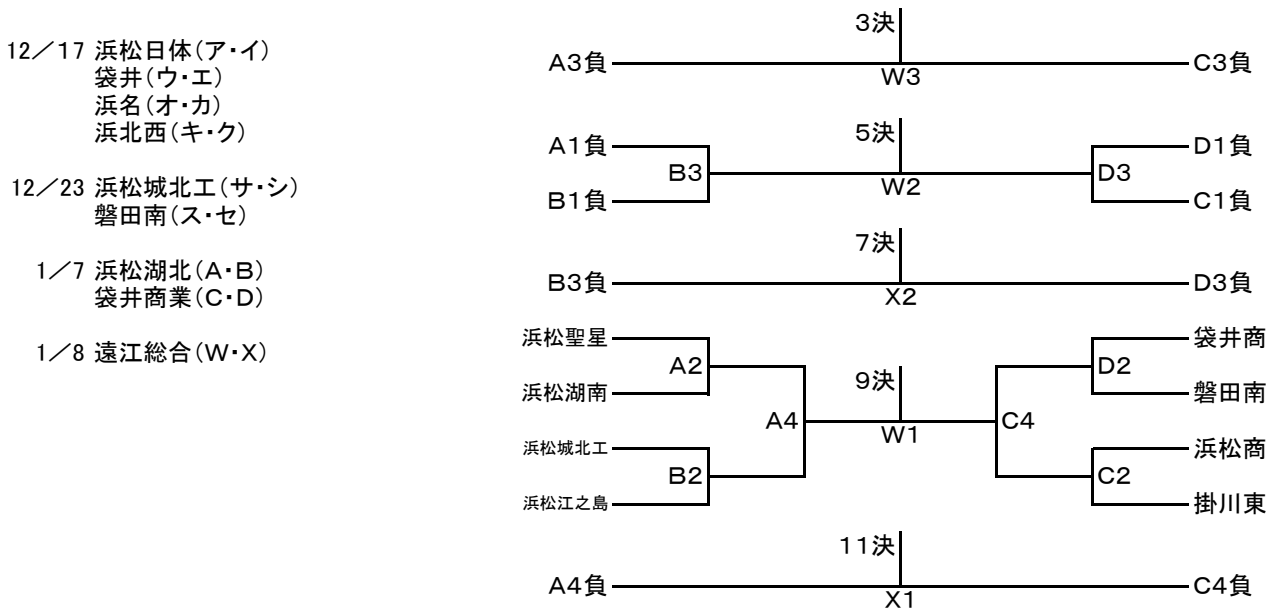 12／17 浜松日体(ア・イ)
袋井(ウ・エ)
浜名(オ・カ)
浜北西(キ・ク)
12／23 浜松城北工(サ・シ)
磐田南(ス・セ)
1／7 浜松湖北(A・B)
袋井商業(C・D)
1／8 遠江総合(W・X)
3決
A3負 W3 C3負
A1負 5決 D1負
B3 W2 D3
B1負 C1負
7決
B3負 X2 D3負
浜松聖星 袋井商
A2 D2
浜松湖南 9決 磐田南
A4 W1 C4
浜松城北工 浜松商
B2 C2
浜松江之島 掛川東
11決
A4負 X1 C4負